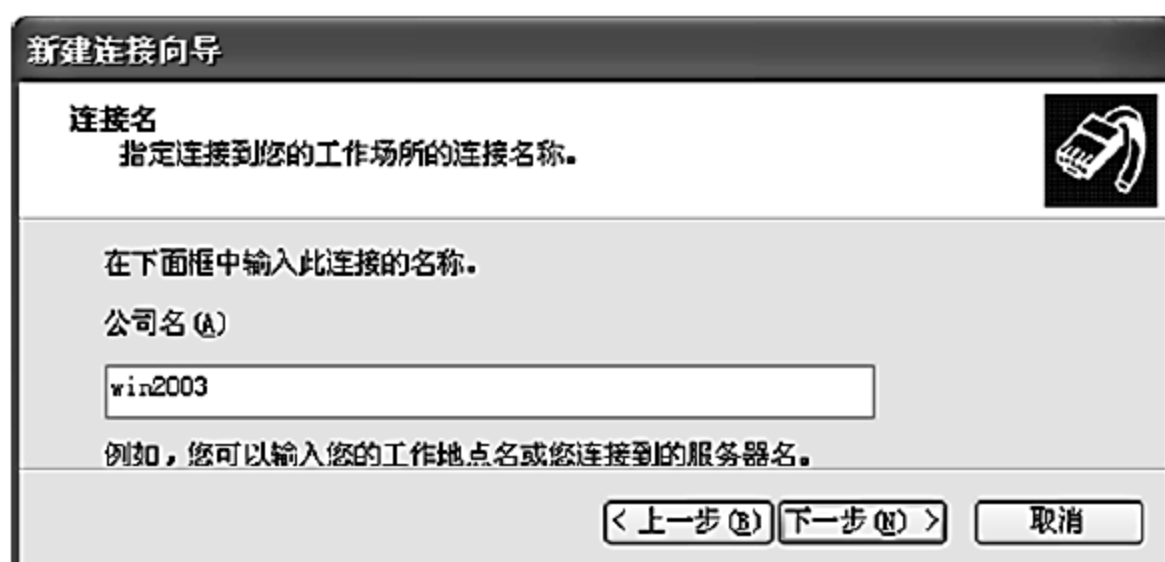 新建连接向导
连接名
指定连接到您的工作场所的连接名称。
在下面框中输入此连接的名称。
公司名(A)
win2003
例如，您可以输入您的工作地点名或您连接到的服务器名。
< 上一步(B) 下一步(N) > 取消